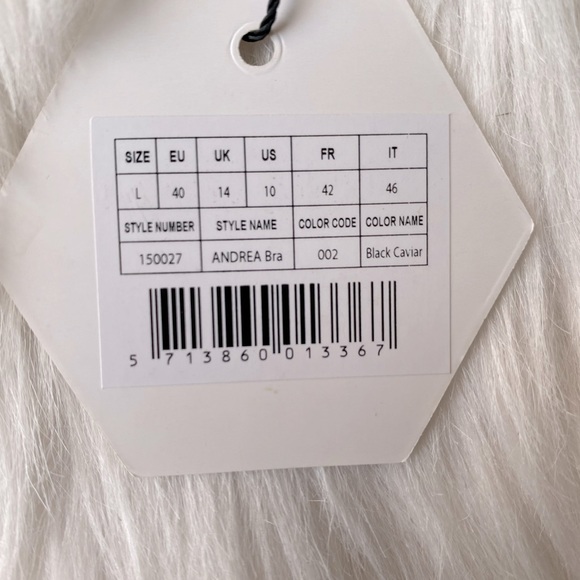 SIZE EU UK US FR IT
L 40 14 10 42 46
STYLE NUMBER STYLE NAME COLOR CODE COLOR NAME
150027 ANDREA Bra 002 Black Caviar
5 713860 013367